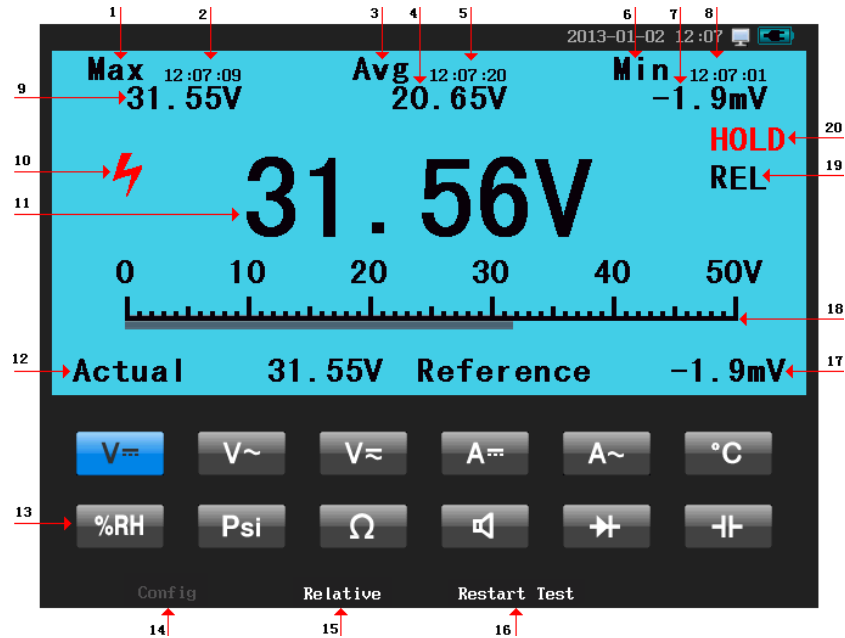 1 2 3 4 5 6 7 8
2013-01-02 12:07
Max 12:07:09 Avg 12:07:20 Min 12:07:01
9 31.55V 20.65V -1.9mV
HOLD 20
10 REL 19
11 31.56V
0 10 20 30 40 50V
18
12 Actual 31.55V Reference -1.9mV 17
V⎓ V~ V≂ A⎓ A~ °C
13 %RH Psi Ω
Config Relative Restart Test
14 15 16